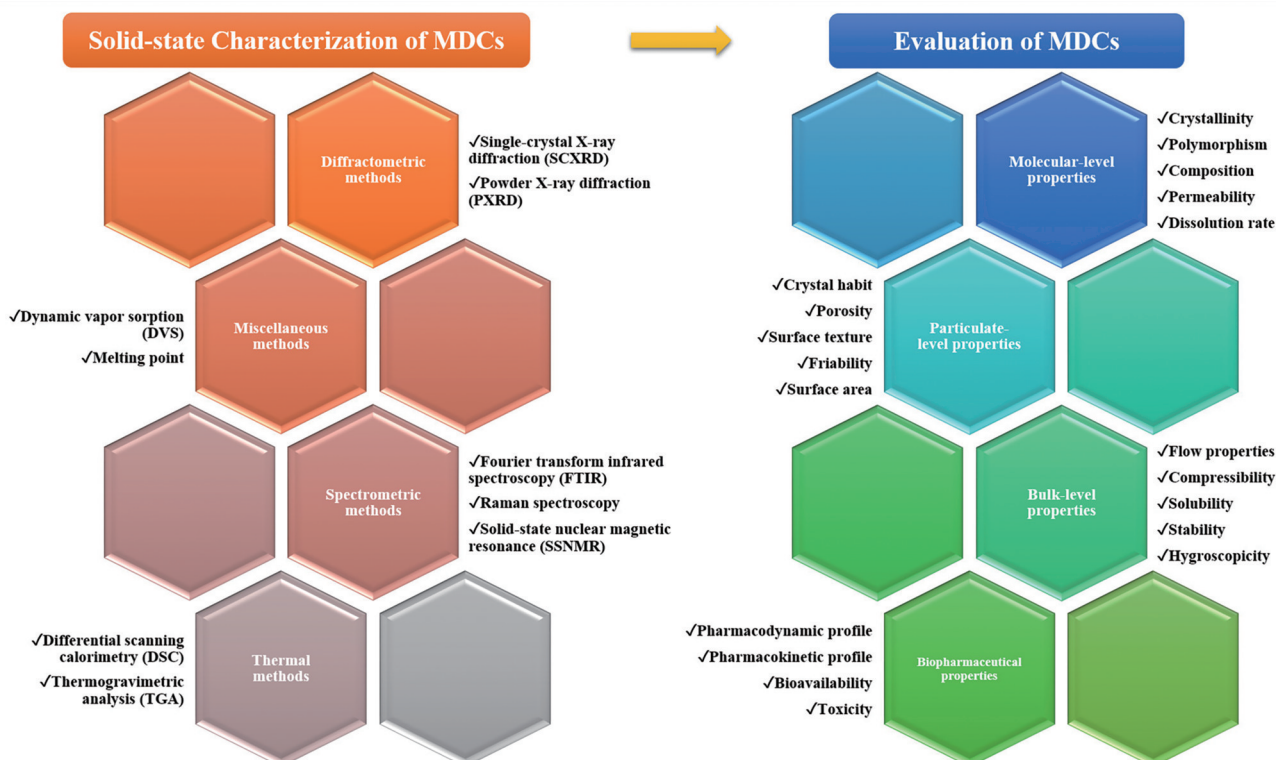 Solid-state Characterization of MDCs
Diffractometric
methods
✓Single-crystal X-ray
diffraction (SCXRD)
✓Powder X-ray diffraction
(PXRD)
✓Dynamic vapor sorption
(DVS)
✓Melting point
Miscellaneous
methods
Spectrometric
methods
✓Fourier transform infrared
spectroscopy (FTIR)
✓Raman spectroscopy
✓Solid-state nuclear magnetic
resonance (SSNMR)
✓Differential scanning
calorimetry (DSC)
✓Thermogravimetric
analysis (TGA)
Thermal
methods
Evaluation of MDCs
Molecular-level
properties
✓Crystallinity
✓Polymorphism
✓Composition
✓Permeability
✓Dissolution rate
✓Crystal habit
✓Porosity
✓Surface texture
✓Friability
✓Surface area
Particulate-
level properties
Bulk-level
properties
✓Flow properties
✓Compressibility
✓Solubility
✓Stability
✓Hygroscopicity
✓Pharmacodynamic profile
✓Pharmacokinetic profile
✓Bioavailability
✓Toxicity
Biopharmaceutical
properties